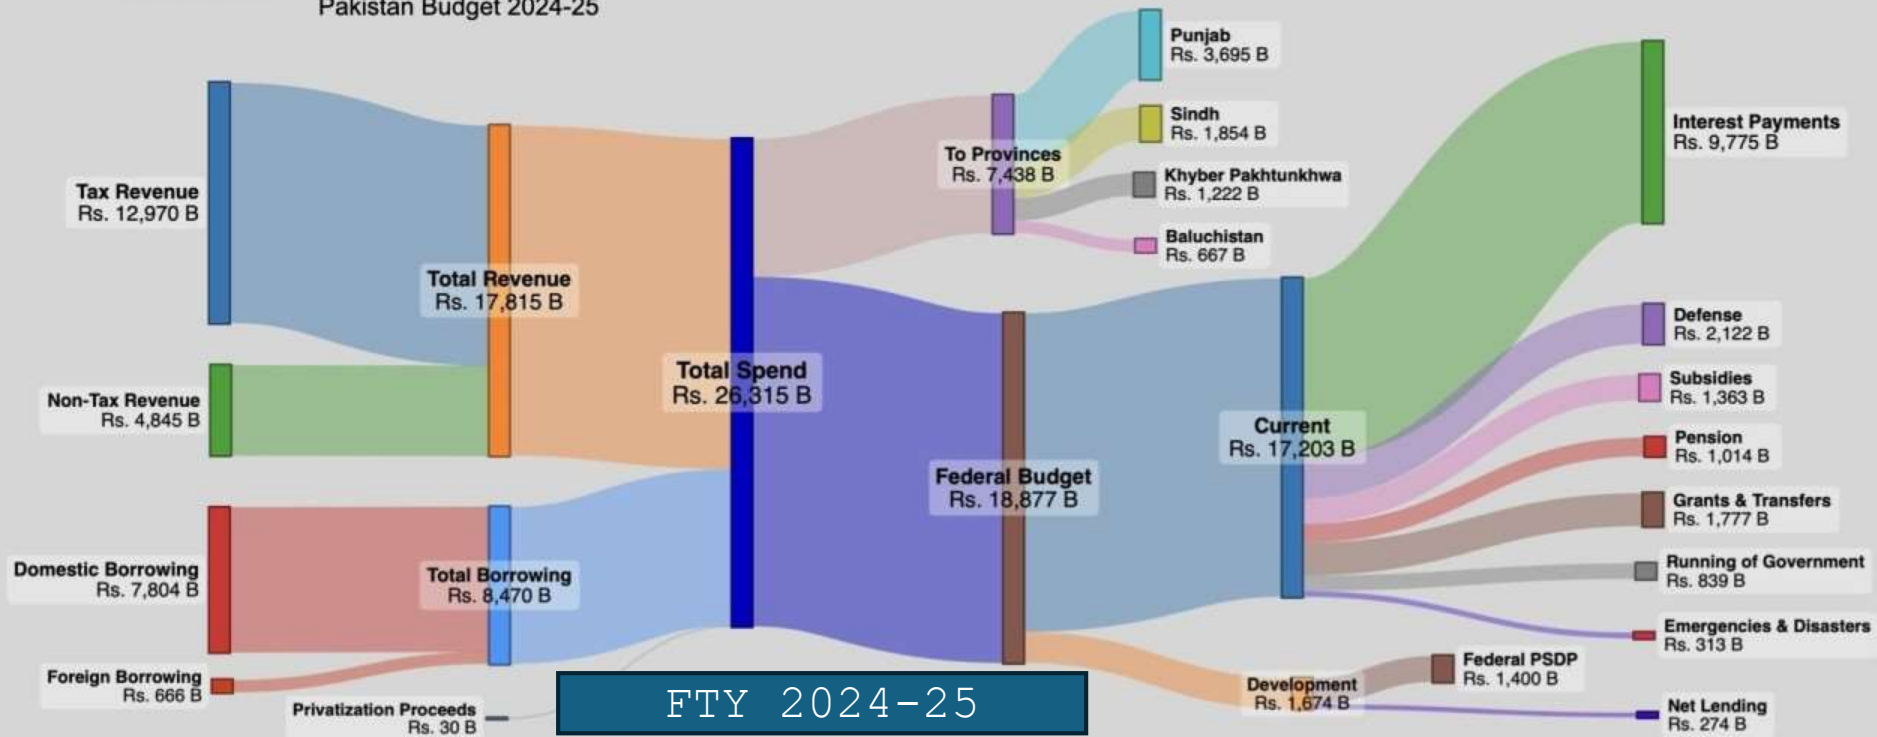 Pakistan Budget 2024-25
Tax Revenue
Rs. 12,970 B
Non-Tax Revenue
Rs. 4,845 B
Domestic Borrowing
Rs. 7,804 B
Foreign Borrowing
Rs. 666 B
Privatization Proceeds
Rs. 30 B
Total Revenue
Rs. 17,815 B
Total Borrowing
Rs. 8,470 B
Total Spend
Rs. 26,315 B
To Provinces
Rs. 7,438 B
Federal Budget
Rs. 18,877 B
Punjab
Rs. 3,695 B
Sindh
Rs. 1,854 B
Khyber Pakhtunkhwa
Rs. 1,222 B
Baluchistan
Rs. 667 B
Current
Rs. 17,203 B
Development
Rs. 1,674 B
Interest Payments
Rs. 9,775 B
Defense
Rs. 2,122 B
Subsidies
Rs. 1,363 B
Pension
Rs. 1,014 B
Grants & Transfers
Rs. 1,777 B
Running of Government
Rs. 839 B
Emergencies & Disasters
Rs. 313 B
Federal PSDP
Rs. 1,400 B
Net Lending
Rs. 274 B
FTY 2024-25